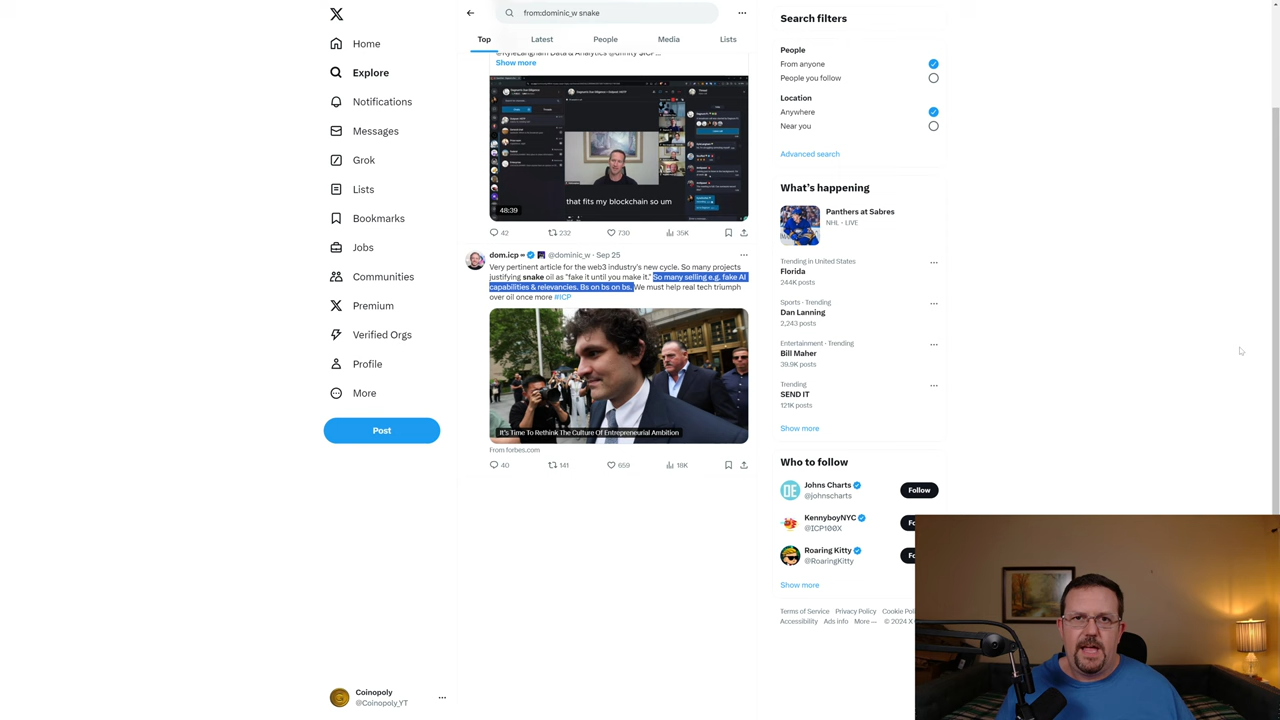 from:dominic_w snake
Top
Latest
People
Media
Lists
Home
Explore
Notifications
Messages
Grok
Lists
Bookmarks
Jobs
Communities
Premium
Verified Orgs
Profile
More
Post
Coinopoly
@Coinopoly_YT
Show more
that fits my blockchain so um
48:39
42
232
730
35K
dom.icp ∞
@dominic_w · Sep 25
Very pertinent article for the web3 industry's new cycle. So many projects
justifying snake oil as "fake it until you make it." So many selling e.g. fake AI
capabilities & relevancies. Bs on bs on bs. We must help real tech triumph
over oil once more #ICP
It's Time To Rethink The Culture Of Entrepreneurial Ambition
From forbes.com
40
141
659
18K
Search filters
People
From anyone
People you follow
Location
Anywhere
Near you
Advanced search
What's happening
Panthers at Sabres
NHL · LIVE
Trending in United States
Florida
244K posts
Sports · Trending
Dan Lanning
2,243 posts
Entertainment · Trending
Bill Maher
39.9K posts
Trending
SEND IT
121K posts
Show more
Who to follow
Johns Charts
@johnscharts
Follow
KennyboyNYC
@ICP100X
Fo
Roaring Kitty
@RoaringKitty
Fo
Show more
Terms of Service Privacy Policy Cookie Poli
Accessibility Ads info More ··· © 2024 X